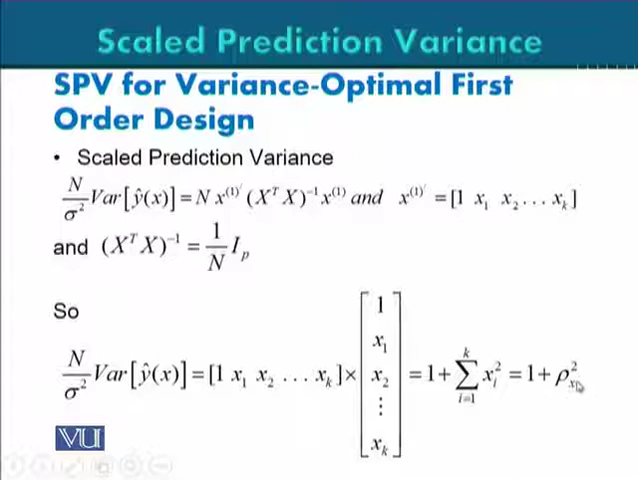 Scaled Prediction Variance
SPV for Variance-Optimal First
Order Design
• Scaled Prediction Variance
N/σ² Var[ŷ(x)] = N x⁽¹⁾′ (XᵀX)⁻¹ x⁽¹⁾ and x⁽¹⁾′ = [1 x₁ x₂ ... xₖ]
and (XᵀX)⁻¹ = 1/N Iₚ
So
N/σ² Var[ŷ(x)] = [1 x₁ x₂ ... xₖ] × [1 x₁ x₂ ⋮ xₖ] = 1 + ∑ᵢ₌₁ᵏ xᵢ² = 1 + ρₓ²
VU